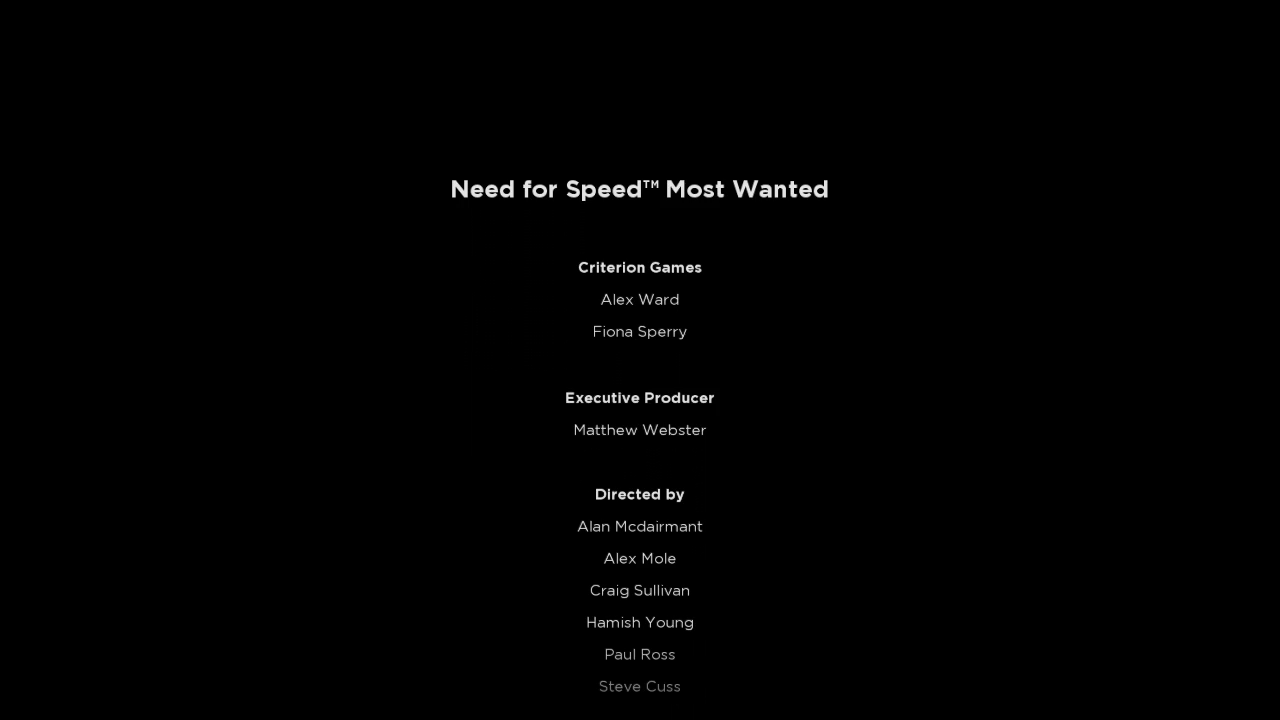 Need for Speed™ Most Wanted
Criterion Games
Alex Ward
Fiona Sperry
Executive Producer
Matthew Webster
Directed by
Alan Mcdairmant
Alex Mole
Craig Sullivan
Hamish Young
Paul Ross
Steve Cuss